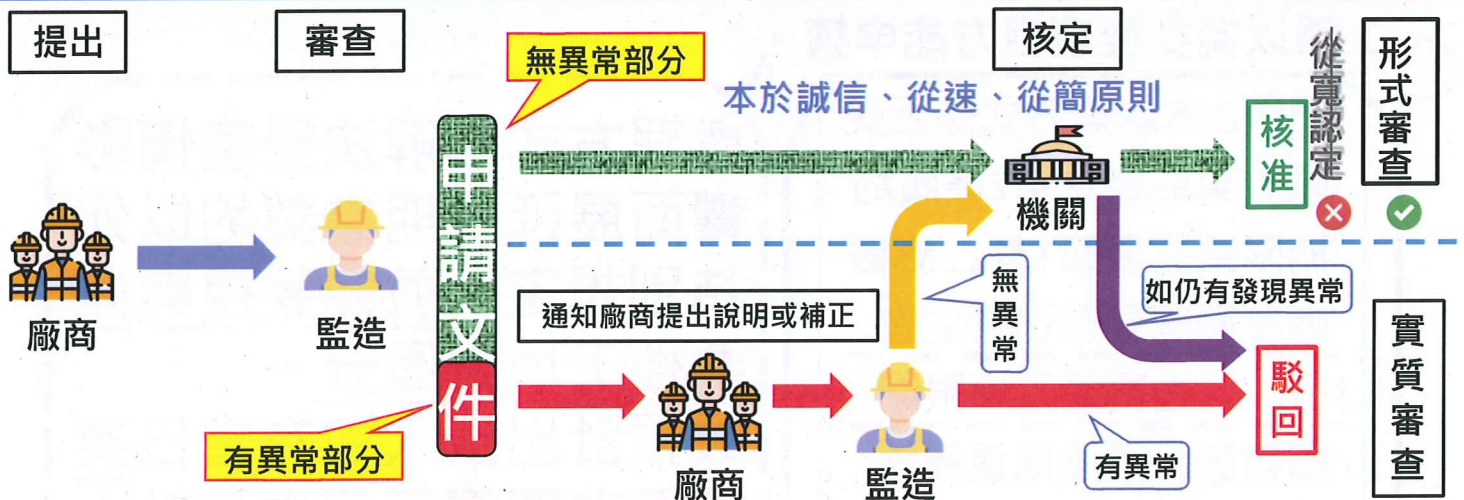 提出
審查
核定
無異常部分
本於誠信、從速、從簡原則
申請文件
機關
核准
從寬認定
形式審查
廠商
監造
通知廠商提出說明或補正
無異常
如仍有發現異常
有異常部分
廠商
監造
有異常
駁回
實質審查